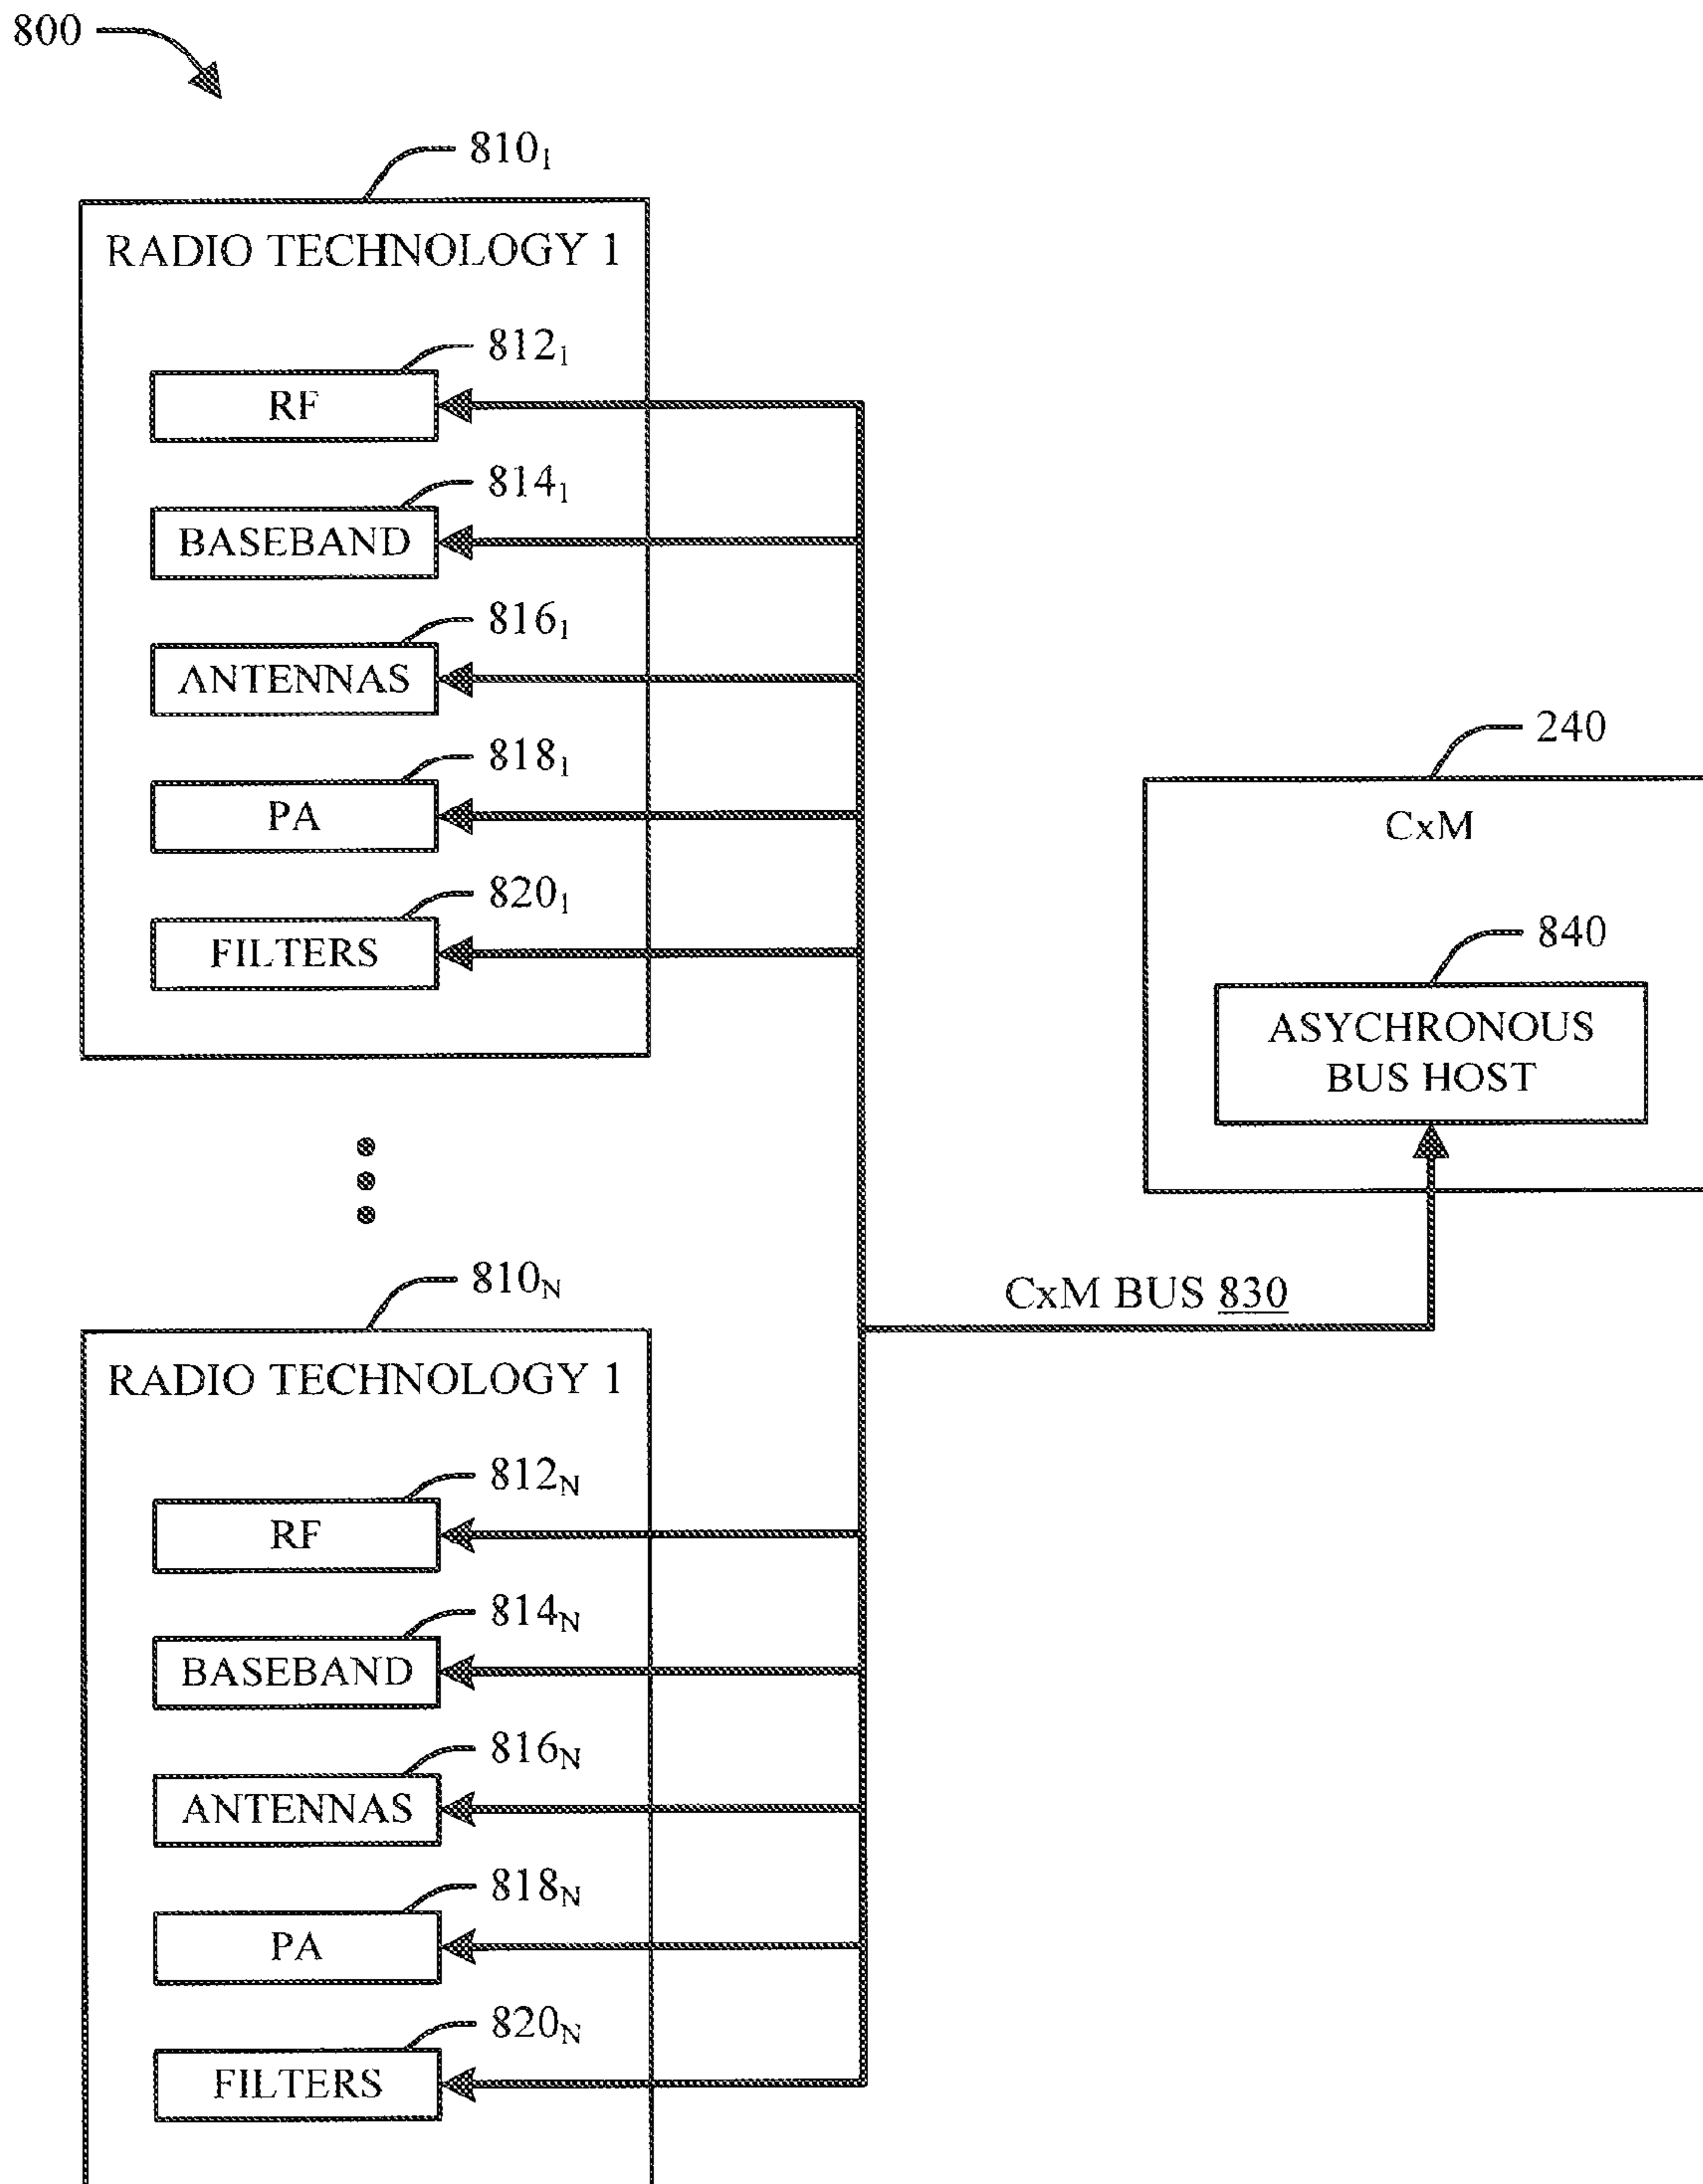 800
810₁
RADIO TECHNOLOGY 1
812₁
RF
814₁
BASEBAND
816₁
ANTENNAS
818₁
PA
820₁
FILTERS
240
CxM
840
ASYCHRONOUS
BUS HOST
CxM BUS 830
810N
RADIO TECHNOLOGY 1
812N
RF
814N
BASEBAND
816N
ANTENNAS
818N
PA
820N
FILTERS